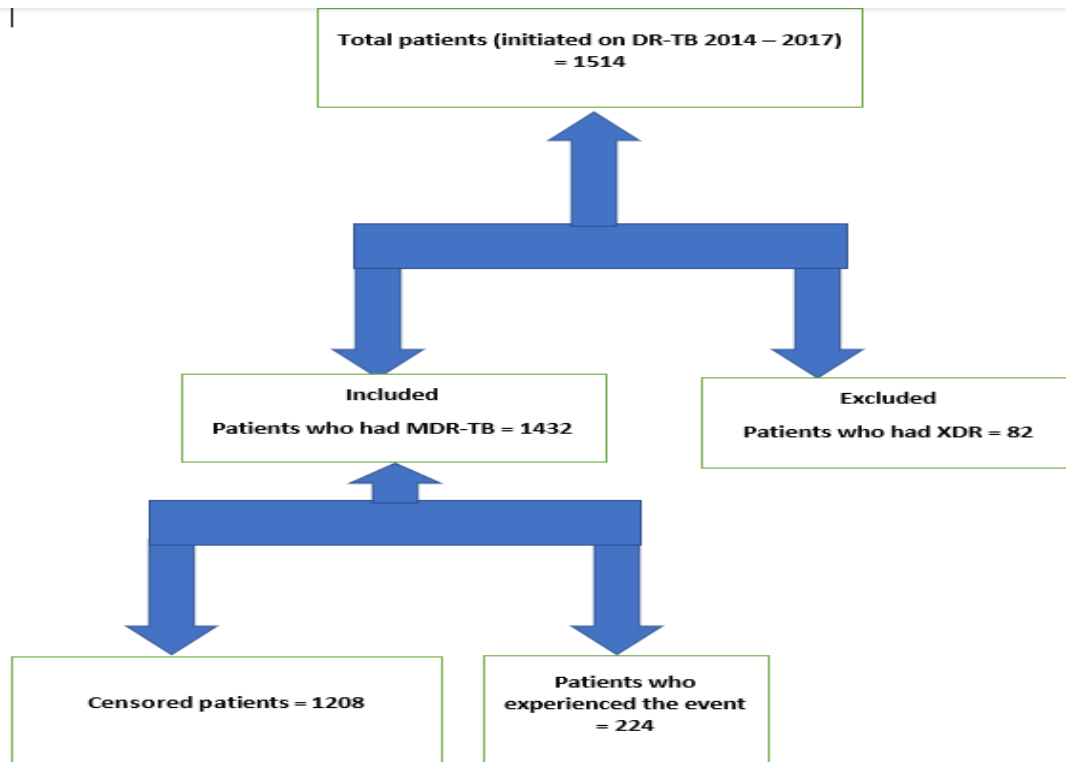 Total patients (initiated on DR-TB 2014 – 2017)
= 1514
Included
Patients who had MDR-TB = 1432
Excluded
Patients who had XDR = 82
Censored patients = 1208
Patients who
experienced the event
= 224